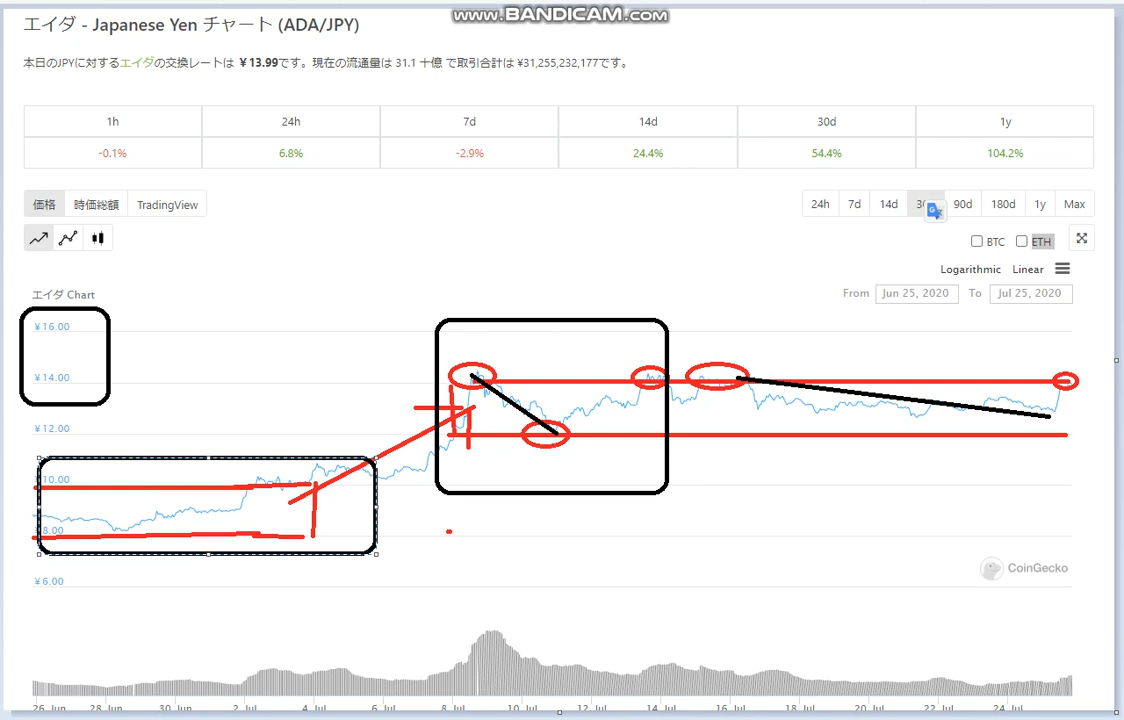 www.BANDICAM.com
エイダ - Japanese Yen チャート (ADA/JPY)
本日のJPYに対するエイダの交換レートは ¥13.99です。現在の流通量は 31.1 十億 で取引合計は ¥31,255,232,177です。
1h 24h 7d 14d 30d 1y
-0.1% 6.8% -2.9% 24.4% 54.4% 104.2%
価格 時価総額 TradingView 24h 7d 14d 90d 180d 1y Max
BTC ETH
Logarithmic Linear
エイダ Chart From Jun 25, 2020 To Jul 25, 2020
¥16.00
¥14.00
¥12.00
10.00
¥8.00
¥6.00
CoinGecko
26. Jun 28. Jun 30. Jun 2. Jul 4. Jul 6. Jul 8. Jul 10. Jul 12. Jul 14. Jul 16. Jul 18. Jul 20. Jul 22. Jul 24. Jul